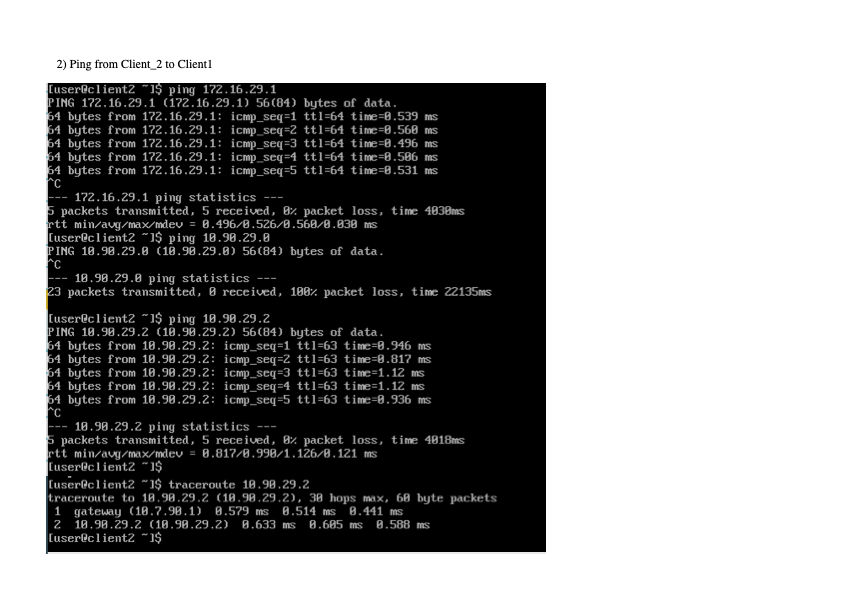 2) Ping from Client_2 to Client1
[user@client2 ~]$ ping 172.16.29.1
PING 172.16.29.1 (172.16.29.1) 56(84) bytes of data.
64 bytes from 172.16.29.1: icmp_seq=1 ttl=64 time=0.539 ms
64 bytes from 172.16.29.1: icmp_seq=2 ttl=64 time=0.560 ms
64 bytes from 172.16.29.1: icmp_seq=3 ttl=64 time=0.496 ms
64 bytes from 172.16.29.1: icmp_seq=4 ttl=64 time=0.506 ms
64 bytes from 172.16.29.1: icmp_seq=5 ttl=64 time=0.531 ms
^C
--- 172.16.29.1 ping statistics ---
5 packets transmitted, 5 received, 0% packet loss, time 4030ms
rtt min/avg/max/mdev = 0.496/0.526/0.560/0.030 ms
[user@client2 ~]$ ping 10.90.29.0
PING 10.90.29.0 (10.90.29.0) 56(84) bytes of data.
^C
--- 10.90.29.0 ping statistics ---
23 packets transmitted, 0 received, 100% packet loss, time 22135ms
[user@client2 ~]$ ping 10.90.29.2
PING 10.90.29.2 (10.90.29.2) 56(84) bytes of data.
64 bytes from 10.90.29.2: icmp_seq=1 ttl=63 time=0.946 ms
64 bytes from 10.90.29.2: icmp_seq=2 ttl=63 time=0.817 ms
64 bytes from 10.90.29.2: icmp_seq=3 ttl=63 time=1.12 ms
64 bytes from 10.90.29.2: icmp_seq=4 ttl=63 time=1.12 ms
64 bytes from 10.90.29.2: icmp_seq=5 ttl=63 time=0.936 ms
^C
--- 10.90.29.2 ping statistics ---
5 packets transmitted, 5 received, 0% packet loss, time 4018ms
rtt min/avg/max/mdev = 0.817/0.990/1.126/0.121 ms
[user@client2 ~]$
[user@client2 ~]$ traceroute 10.90.29.2
traceroute to 10.90.29.2 (10.90.29.2), 30 hops max, 60 byte packets
1 gateway (10.7.90.1) 0.579 ms 0.514 ms 0.441 ms
2 10.90.29.2 (10.90.29.2) 0.633 ms 0.605 ms 0.588 ms
[user@client2 ~]$